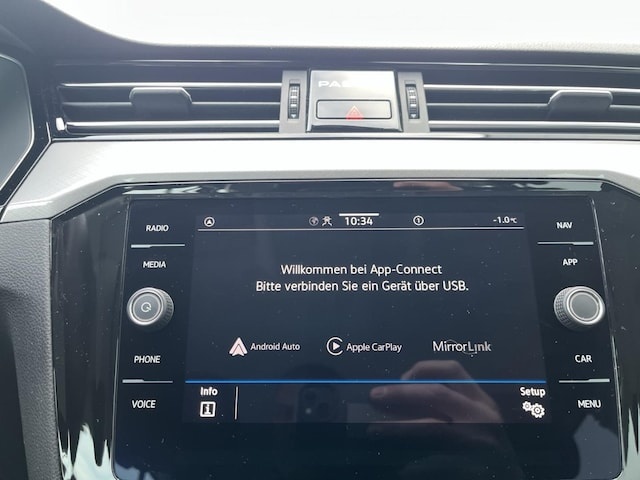 RADIO
MEDIA
PHONE
VOICE
10:34
1
-1.0°C
Willkommen bei App-Connect
Bitte verbinden Sie ein Gerät über USB.
Android Auto
Apple CarPlay
MirrorLink
Info
Setup
NAV
APP
CAR
MENU